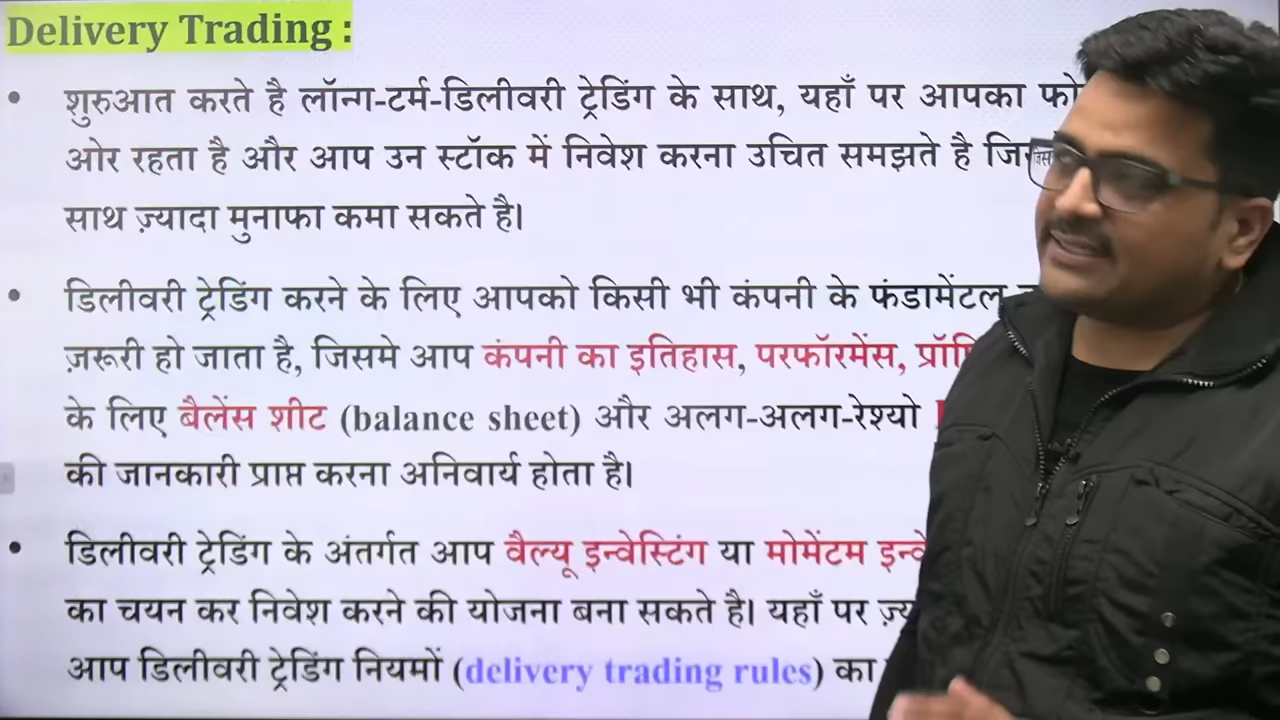 Delivery Trading :
• शुरुआत करते है लॉन्ग-टर्म-डिलीवरी ट्रेडिंग के साथ, यहाँ पर आपका
ओर रहता है और आप उन स्टॉक में निवेश करना उचित समझते है
साथ ज़्यादा मुनाफा कमा सकते है।
• डिलीवरी ट्रेडिंग करने के लिए आपको किसी भी कंपनी के फंडामेंटल
ज़रूरी हो जाता है, जिसमे आप कंपनी का इतिहास, परफॉरमेंस,
के लिए बैलेंस शीट (balance sheet) और अलग-अलग-रेश्यो
की जानकारी प्राप्त करना अनिवार्य होता है।
• डिलीवरी ट्रेडिंग के अंतर्गत आप वैल्यू इन्वेस्टिंग या मोमेंटम
का चयन कर निवेश करने की योजना बना सकते है। यहाँ पर
आप डिलीवरी ट्रेडिंग नियमों (delivery trading rules) का